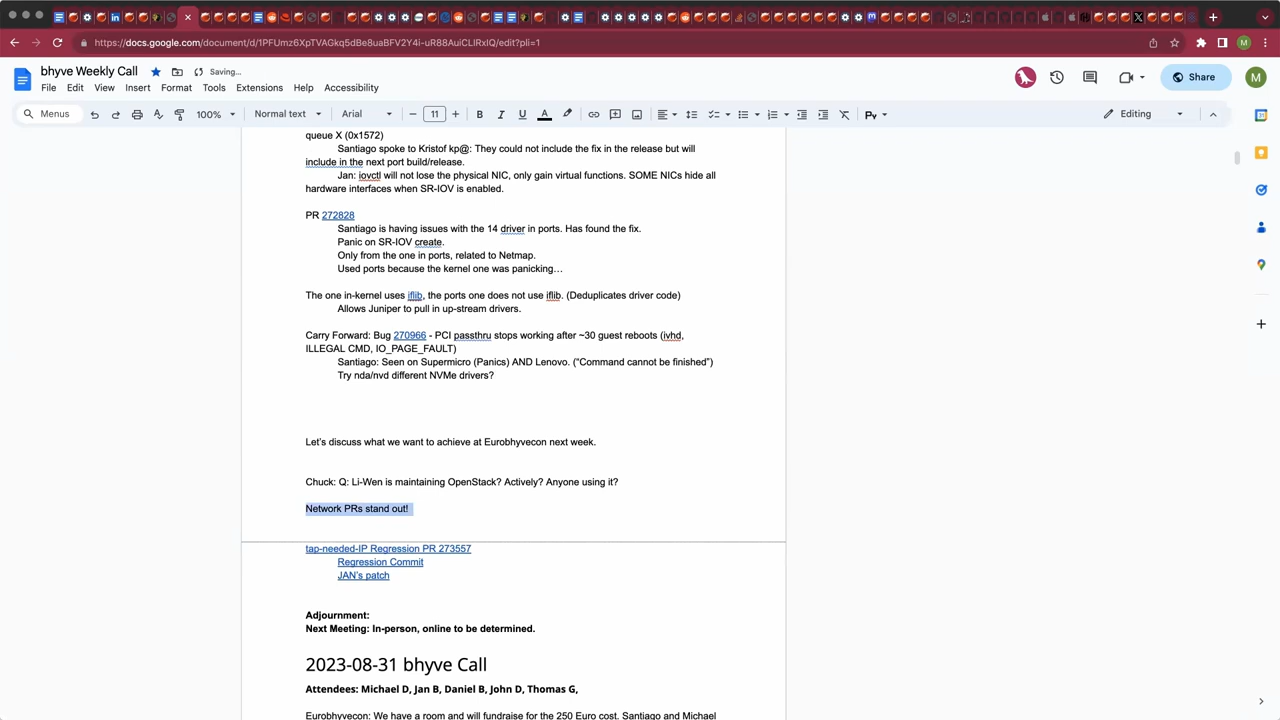 https://docs.google.com/document/d/1PFUmz6XpTVAGkq5dBe8uaBFV2Y4i-uR88AuiCLIRxIQ/edit?pli=1
M
bhyve Weekly Call
Saving...
File Edit View Insert Format Tools Extensions Help Accessibility
Share
M
Menus
100%
Normal text
Arial
11
B I U A
Editing
queue X (0x1572)
Santiago spoke to Kristof kp@: They could not include the fix in the release but will
include in the next port build/release.
Jan: iovctl will not lose the physical NIC, only gain virtual functions. SOME NICs hide all
hardware interfaces when SR-IOV is enabled.
PR 272828
Santiago is having issues with the 14 driver in ports. Has found the fix.
Panic on SR-IOV create.
Only from the one in ports, related to Netmap.
Used ports because the kernel one was panicking…
The one in-kernel uses iflib, the ports one does not use iflib. (Deduplicates driver code)
Allows Juniper to pull in up-stream drivers.
Carry Forward: Bug 270966 - PCI passthru stops working after ~30 guest reboots (ivhd,
ILLEGAL CMD, IO_PAGE_FAULT)
Santiago: Seen on Supermicro (Panics) AND Lenovo. (“Command cannot be finished”)
Try nda/nvd different NVMe drivers?
Let’s discuss what we want to achieve at Eurobhyvecon next week.
Chuck: Q: Li-Wen is maintaining OpenStack? Actively? Anyone using it?
Network PRs stand out!
tap-needed-IP Regression PR 273557
Regression Commit
JAN’s patch
Adjournment:
Next Meeting: In-person, online to be determined.
2023-08-31 bhyve Call
Attendees: Michael D, Jan B, Daniel B, John D, Thomas G,
Eurobhyvecon: We have a room and will fundraise for the 250 Euro cost. Santiago and Michael